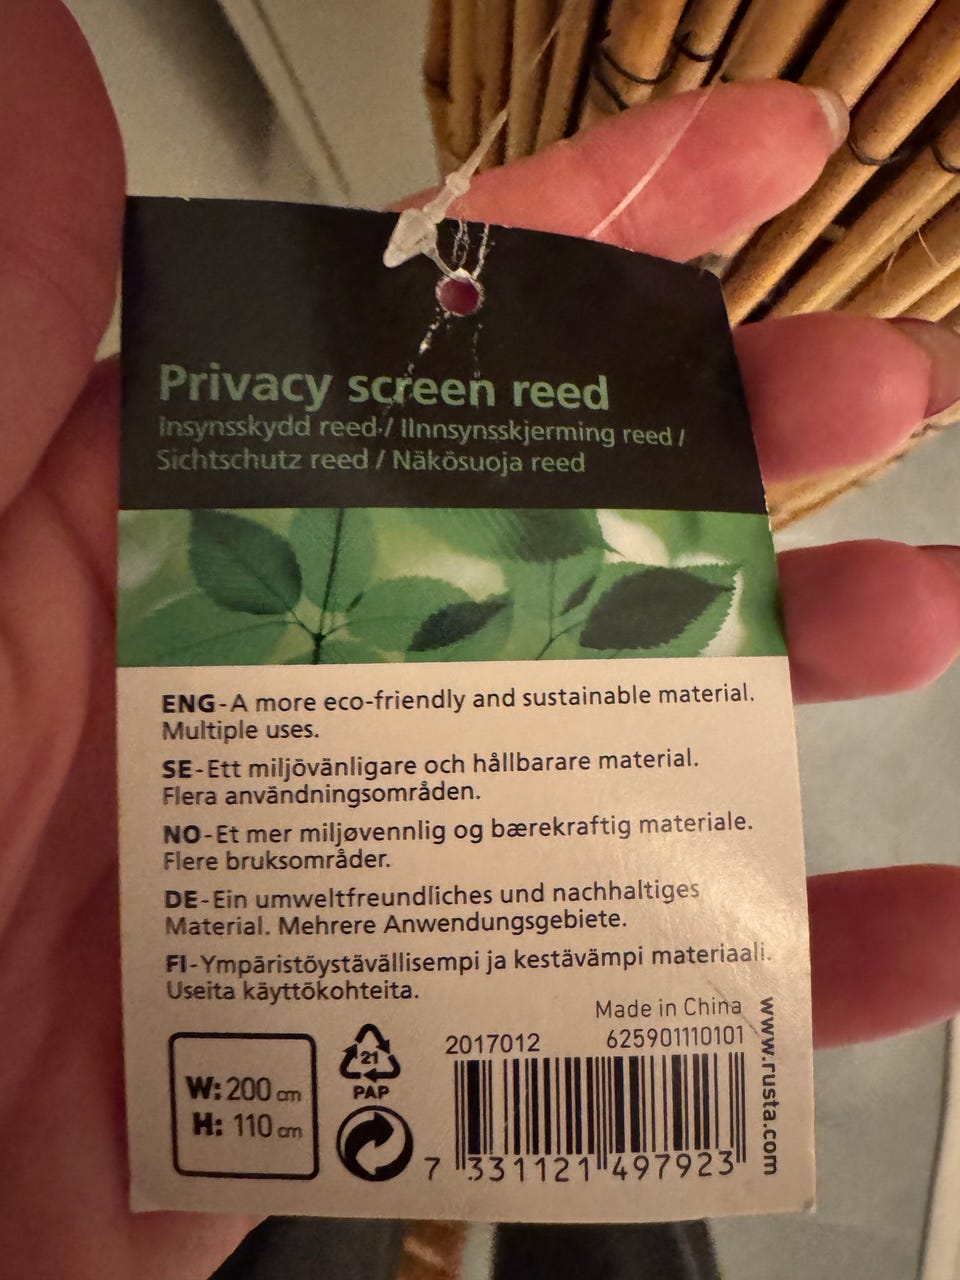 Privacy screen reed
Insynsskydd reed / IInnsynsskjerming reed /
Sichtschutz reed / Näkösuoja reed
ENG-A more eco-friendly and sustainable material.
Multiple uses.
SE-Ett miljövänligare och hållbarare material.
Flera användningsområden.
NO-Et mer miljøvennlig og bærekraftig materiale.
Flere bruksområder.
DE-Ein umweltfreundliches und nachhaltiges
Material. Mehrere Anwendungsgebiete.
FI-Ympäristöystävällisempi ja kestävämpi materiaali.
Useita käyttökohteita.
Made in China
2017012 625901110101
W: 200 cm
H: 110 cm
21
PAP
7 331121 497923
www.rusta.com